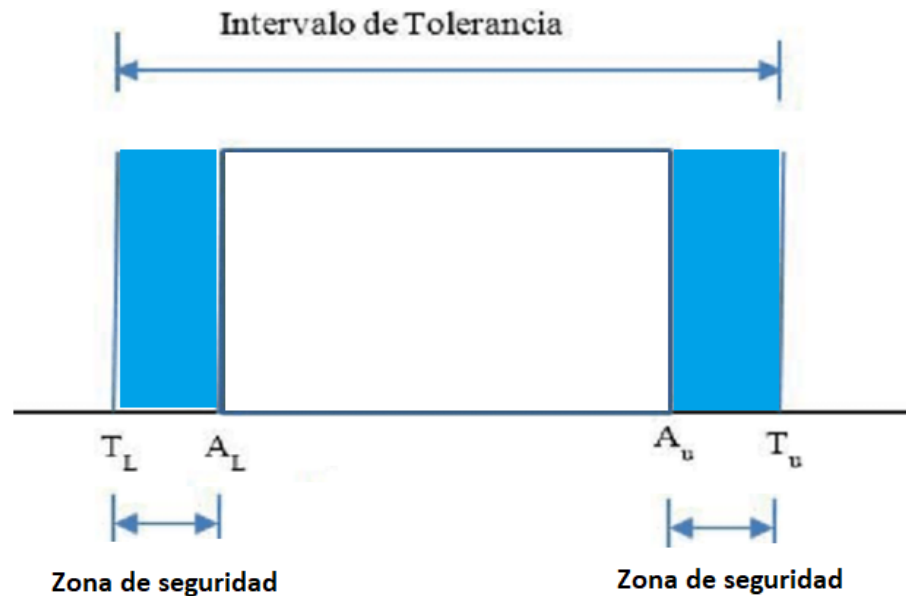 Intervalo de Tolerancia
T_L A_L A_u T_u
Zona de seguridad Zona de seguridad